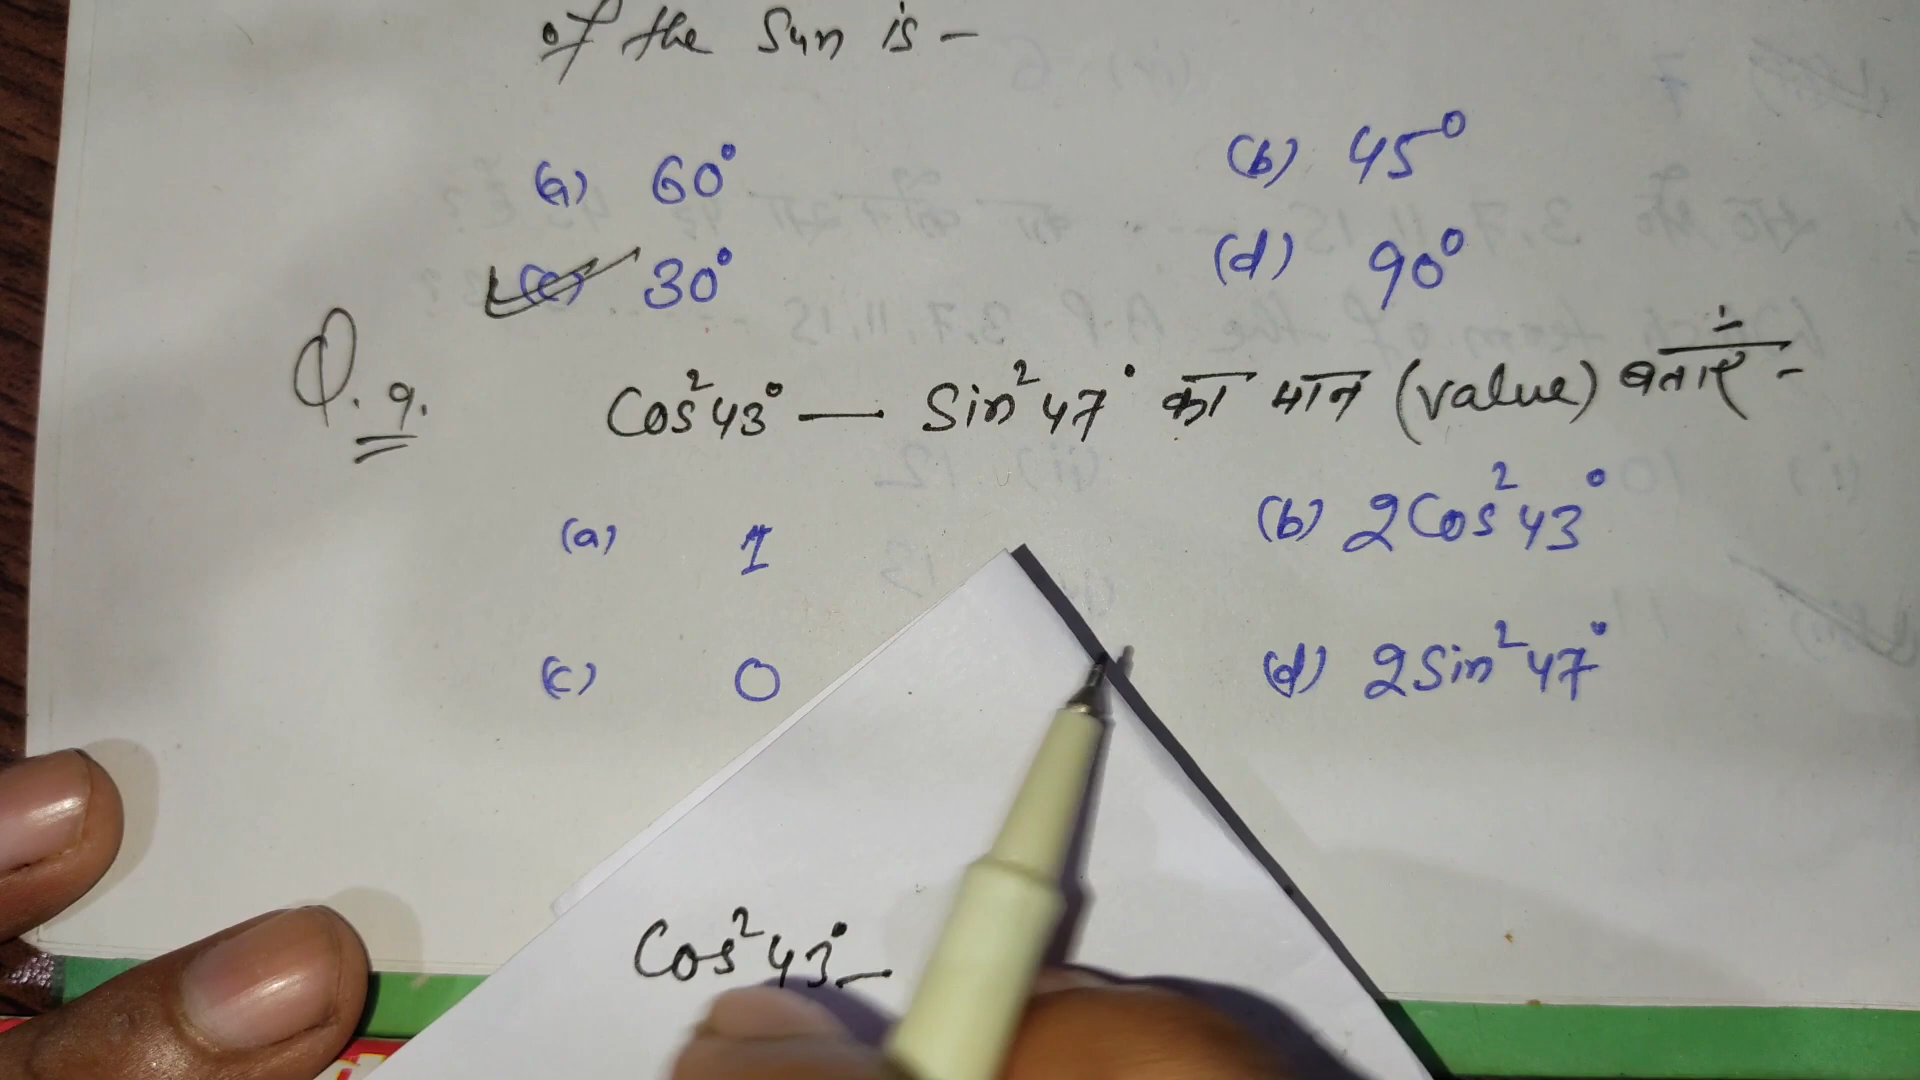 of the Sun is -
(a) 60° (b) 45°
(c) 30° (d) 90°
Q.9. Cos²43° — Sin²47° का मान (value) बताएं -
(a) 1 (b) 2Cos²43°
(c) 0 (d) 2Sin²47°
Cos²43° -